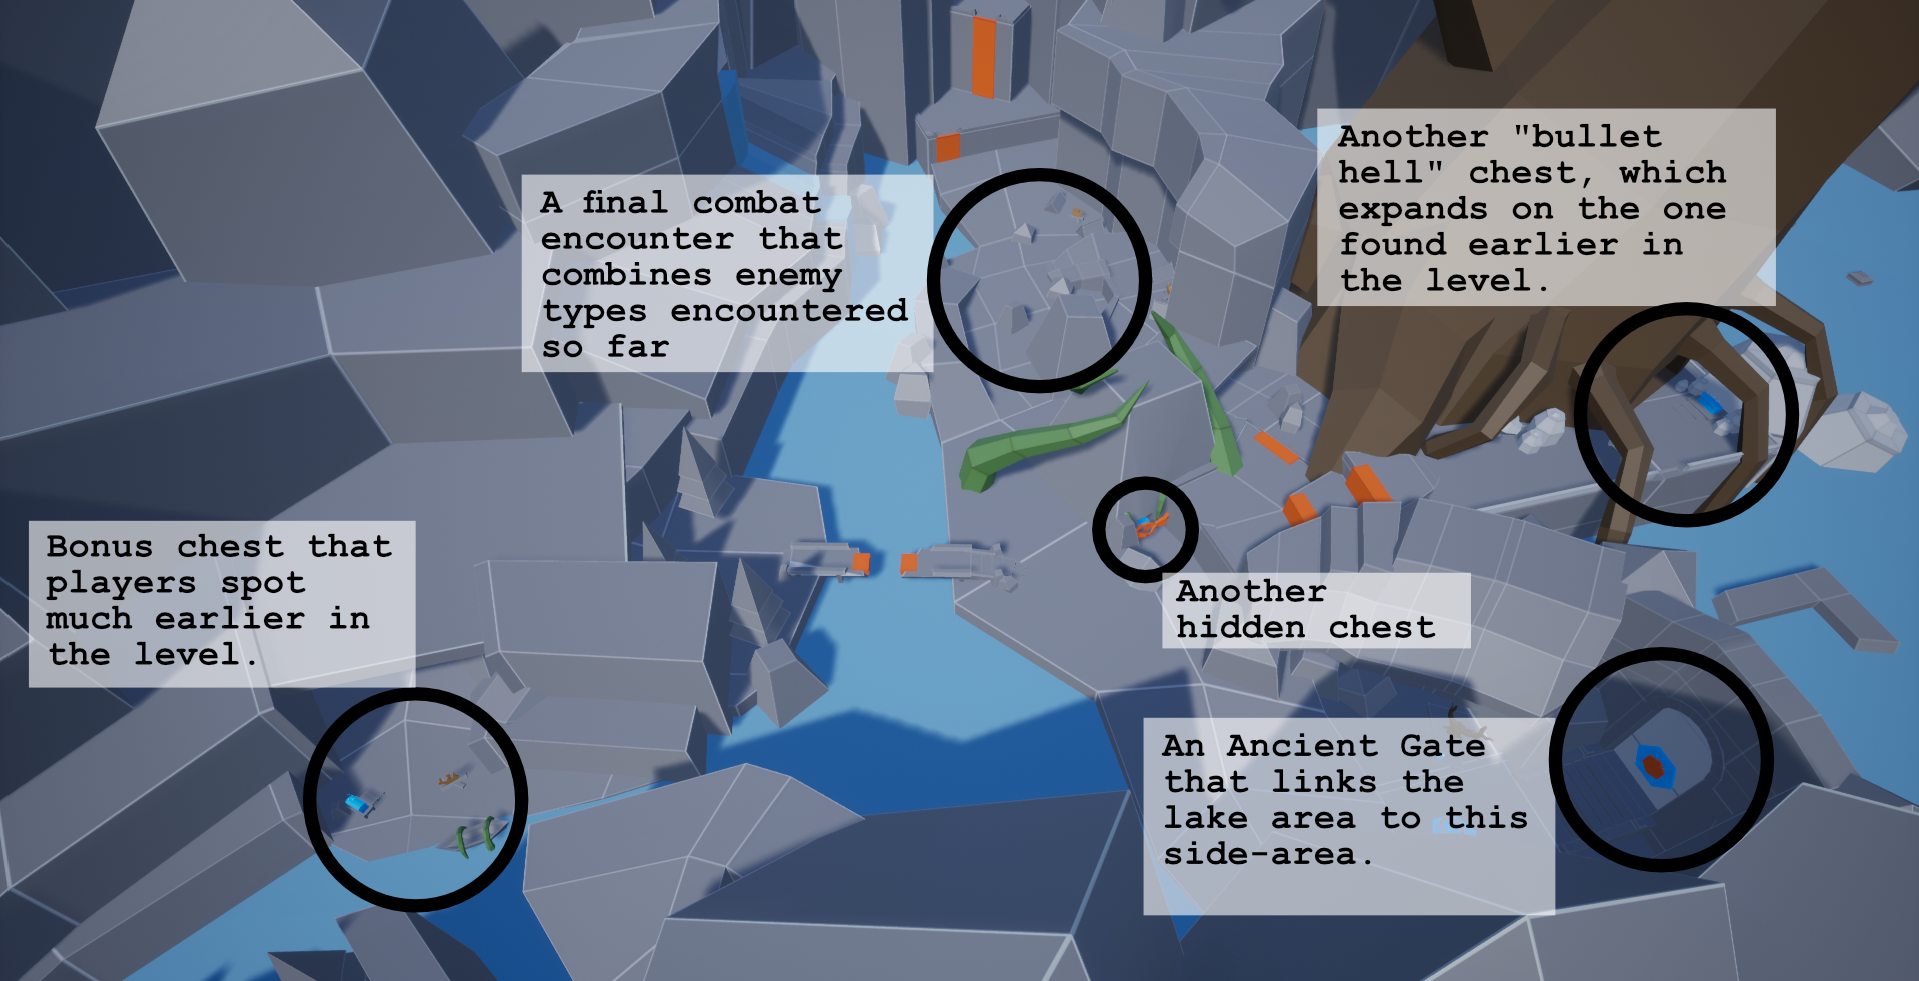 Another "bullet
hell" chest, which
expands on the one
found earlier in
the level.
A final combat
encounter that
combines enemy
types encountered
so far
Bonus chest that
players spot
much earlier in
the level.
Another
hidden chest
An Ancient Gate
that links the
lake area to this
side-area.